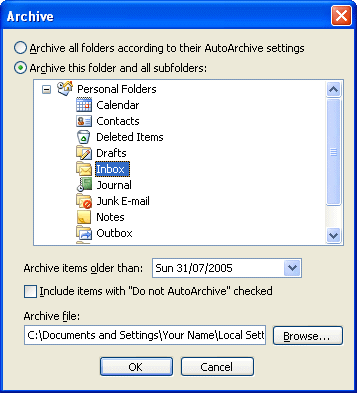 Archive
Archive all folders according to their AutoArchive settings
Archive this folder and all subfolders:
Personal Folders
Calendar
Contacts
Deleted Items
Drafts
Inbox
Journal
Junk E-mail
Notes
Outbox
Archive items older than: Sun 31/07/2005
Include items with "Do not AutoArchive" checked
Archive file:
C:\Documents and Settings\Your Name\Local Sett Browse...
OK Cancel